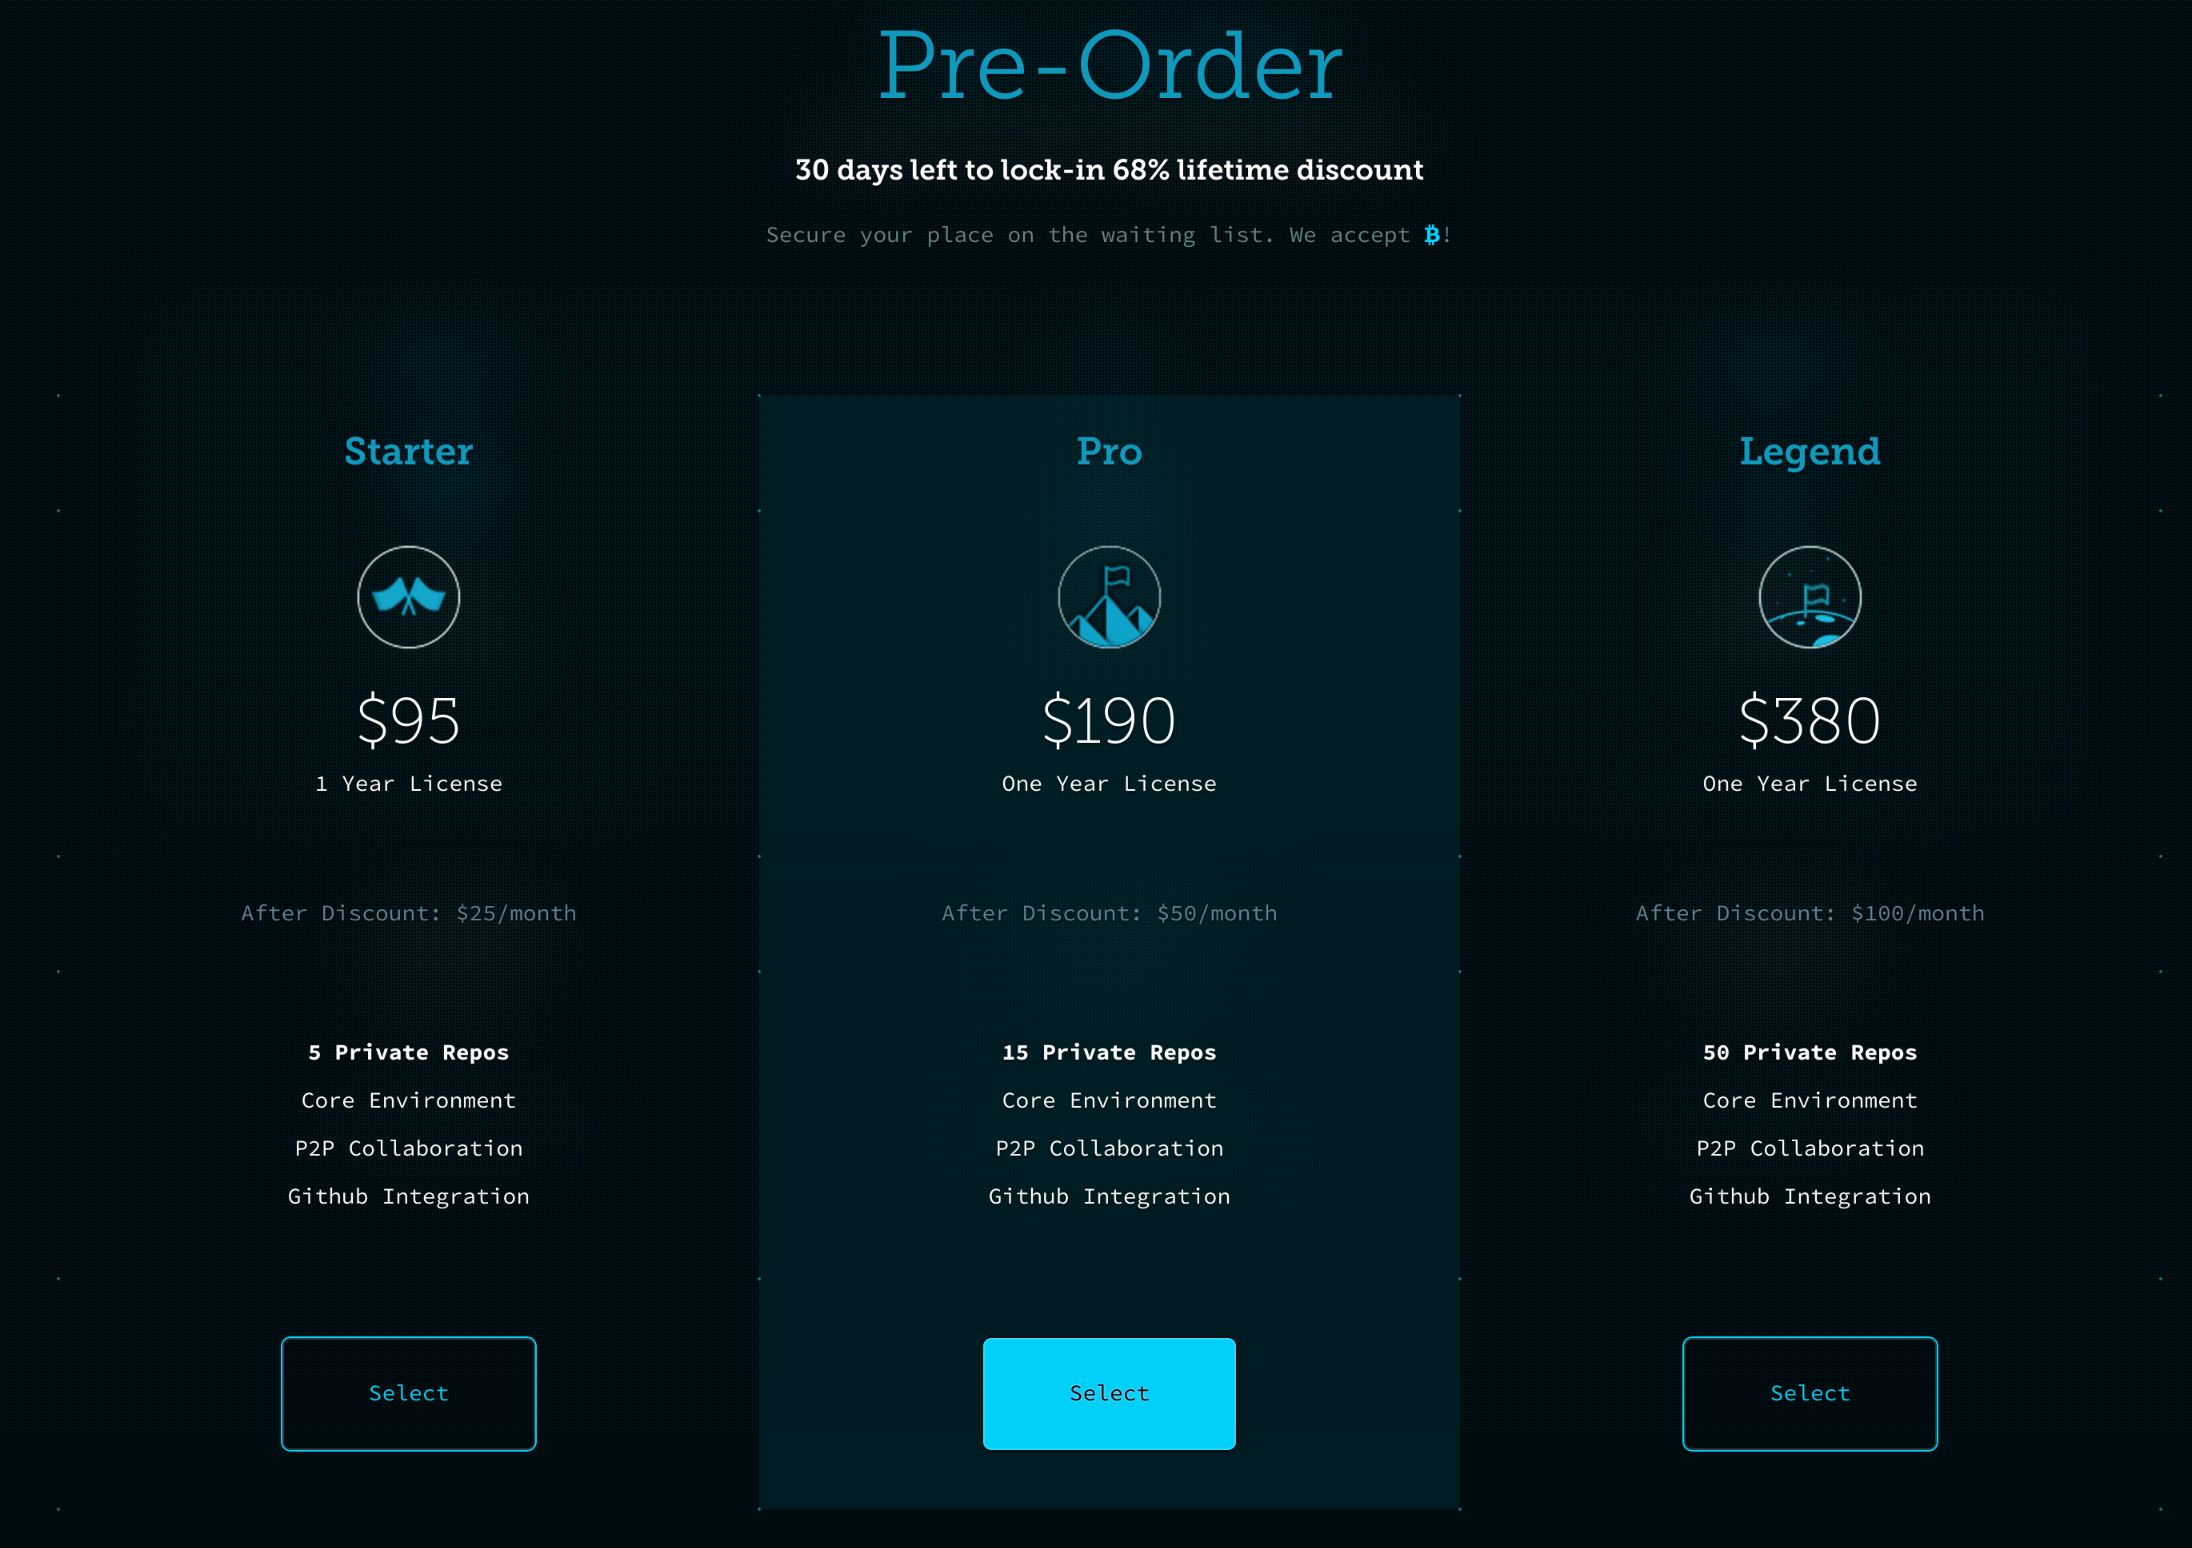 Pre-Order
30 days left to lock-in 68% lifetime discount
Secure your place on the waiting list. We accept ₿!
Starter
$95
1 Year License
After Discount: $25/month
5 Private Repos
Core Environment
P2P Collaboration
Github Integration
Select
Pro
$190
One Year License
After Discount: $50/month
15 Private Repos
Core Environment
P2P Collaboration
Github Integration
Select
Legend
$380
One Year License
After Discount: $100/month
50 Private Repos
Core Environment
P2P Collaboration
Github Integration
Select